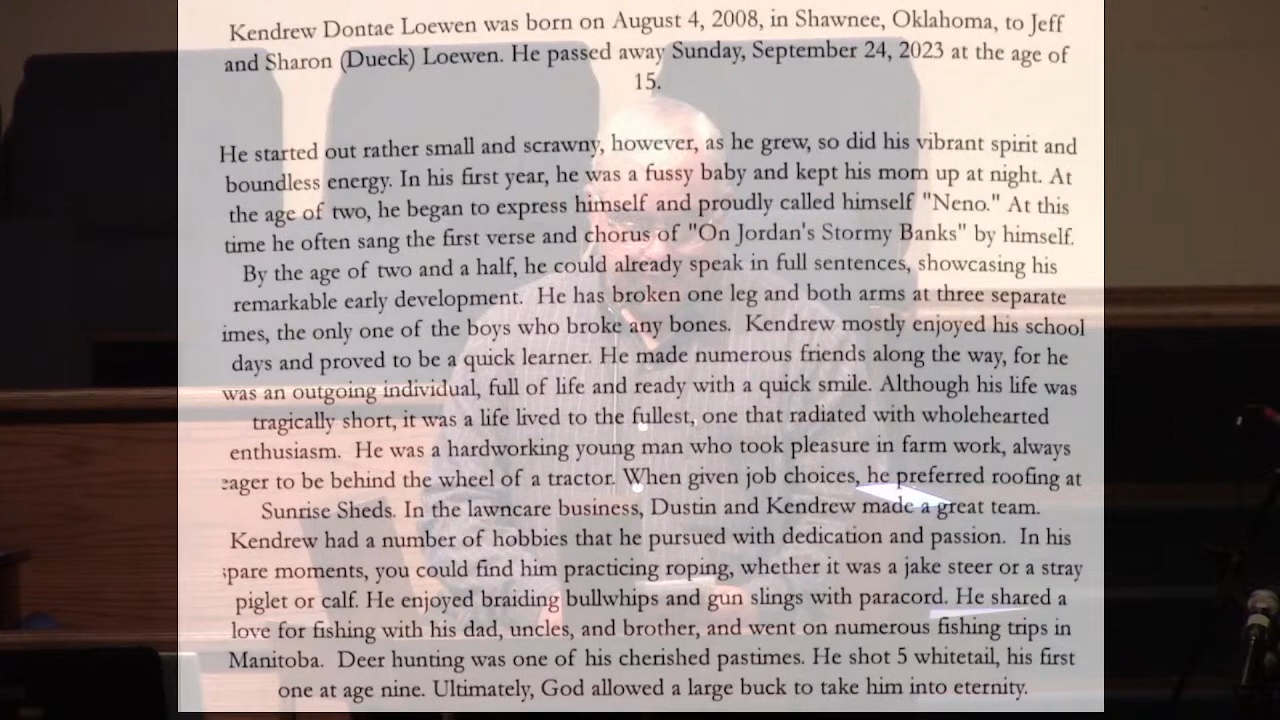 Kendrew Dontae Loewen was born on August 4, 2008, in Shawnee, Oklahoma, to Jeff
and Sharon (Dueck) Loewen. He passed away Sunday, September 24, 2023 at the age of
15.
He started out rather small and scrawny, however, as he grew, so did his vibrant spirit and
boundless energy. In his first year, he was a fussy baby and kept his mom up at night. At
the age of two, he began to express himself and proudly called himself "Neno." At this
time he often sang the first verse and chorus of "On Jordan's Stormy Banks" by himself.
By the age of two and a half, he could already speak in full sentences, showcasing his
remarkable early development. He has broken one leg and both arms at three separate
imes, the only one of the boys who broke any bones. Kendrew mostly enjoyed his school
days and proved to be a quick learner. He made numerous friends along the way, for he
was an outgoing individual, full of life and ready with a quick smile. Although his life was
tragically short, it was a life lived to the fullest, one that radiated with wholehearted
enthusiasm. He was a hardworking young man who took pleasure in farm work, always
eager to be behind the wheel of a tractor. When given job choices, he preferred roofing at
Sunrise Sheds. In the lawncare business, Dustin and Kendrew made a great team.
Kendrew had a number of hobbies that he pursued with dedication and passion. In his
spare moments, you could find him practicing roping, whether it was a jake steer or a stray
piglet or calf. He enjoyed braiding bullwhips and gun slings with paracord. He shared a
love for fishing with his dad, uncles, and brother, and went on numerous fishing trips in
Manitoba. Deer hunting was one of his cherished pastimes. He shot 5 whitetail, his first
one at age nine. Ultimately, God allowed a large buck to take him into eternity.